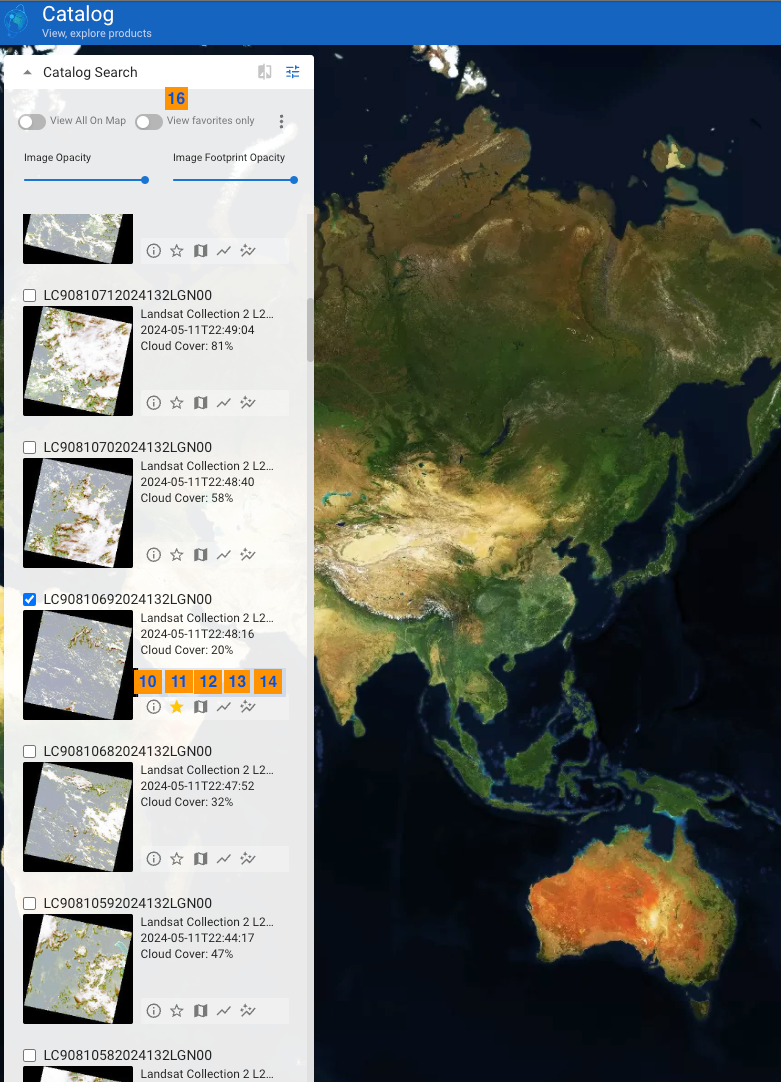 Catalog
View, explore products
Catalog Search
16
View All On Map
View favorites only
Image Opacity
Image Footprint Opacity
LC90810712024132LGN00
Landsat Collection 2 L2...
2024-05-11T22:49:04
Cloud Cover: 81%
LC90810702024132LGN00
Landsat Collection 2 L2...
2024-05-11T22:48:40
Cloud Cover: 58%
LC90810692024132LGN00
Landsat Collection 2 L2...
2024-05-11T22:48:16
Cloud Cover: 20%
10 11 12 13 14
LC90810682024132LGN00
Landsat Collection 2 L2...
2024-05-11T22:47:52
Cloud Cover: 32%
LC90810592024132LGN00
Landsat Collection 2 L2...
2024-05-11T22:44:17
Cloud Cover: 47%
LC90810582024132LGN00
Landsat Collection 2 L2...